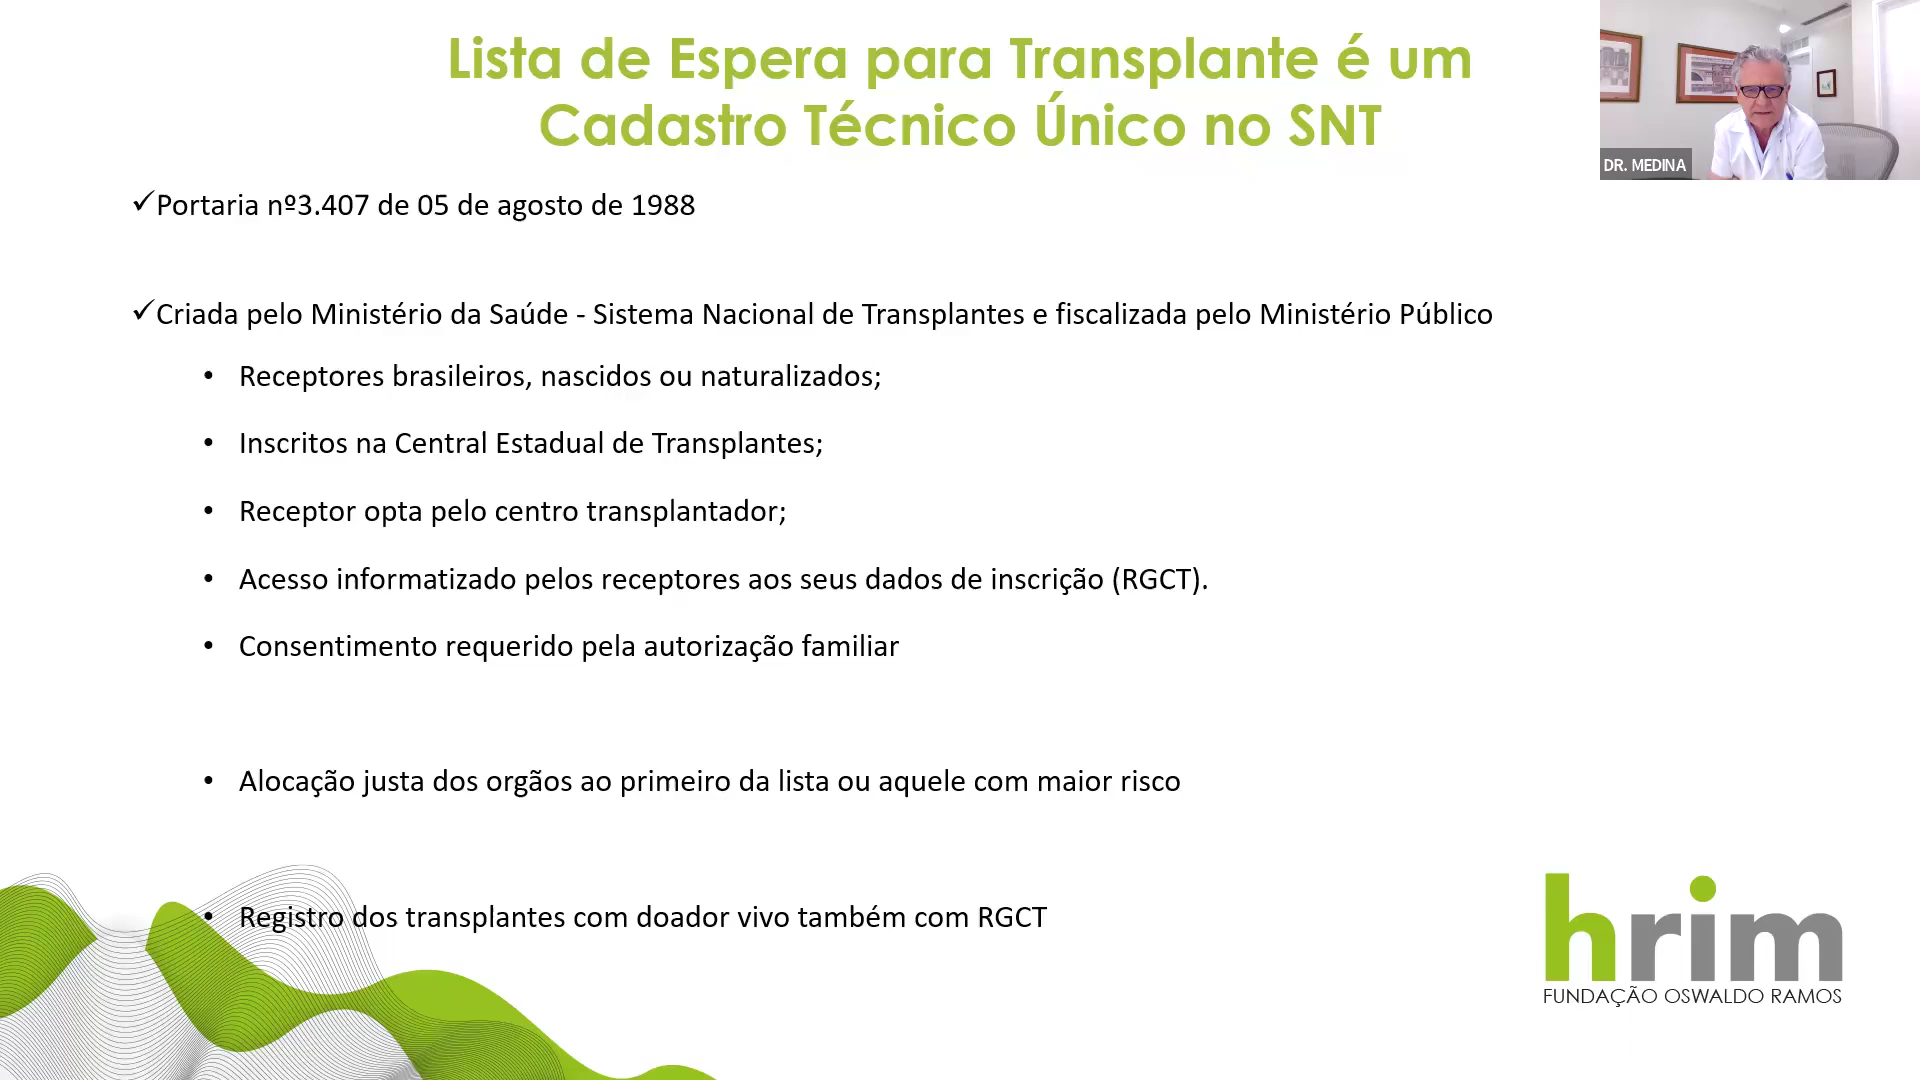 Lista de Espera para Transplante é um
Cadastro Técnico Único no SNT
DR. MEDINA
✓Portaria nº3.407 de 05 de agosto de 1988
✓Criada pelo Ministério da Saúde - Sistema Nacional de Transplantes e fiscalizada pelo Ministério Público
• Receptores brasileiros, nascidos ou naturalizados;
• Inscritos na Central Estadual de Transplantes;
• Receptor opta pelo centro transplantador;
• Acesso informatizado pelos receptores aos seus dados de inscrição (RGCT).
• Consentimento requerido pela autorização familiar
• Alocação justa dos orgãos ao primeiro da lista ou aquele com maior risco
• Registro dos transplantes com doador vivo também com RGCT
hrim
FUNDAÇÃO OSWALDO RAMOS